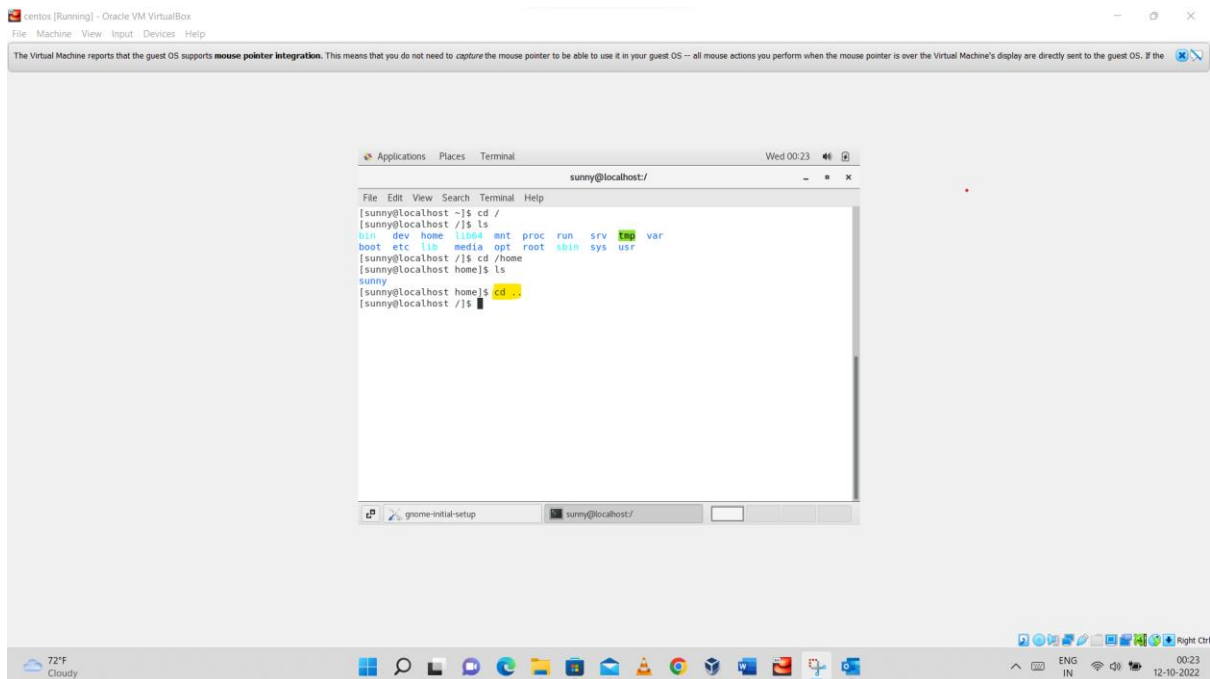 centos [Running] - Oracle VM VirtualBox
File Machine View Input Devices Help
The Virtual Machine reports that the guest OS supports mouse pointer integration. This means that you do not need to capture the mouse pointer to be able to use it in your guest OS -- all mouse actions you perform when the mouse pointer is over the Virtual Machine's display are directly sent to the guest OS. If the
Applications Places Terminal Wed 00:23
sunny@localhost:/
File Edit View Search Terminal Help
[sunny@localhost ~]$ cd /
[sunny@localhost /]$ ls
bin dev home lib64 mnt proc run srv tmp var
boot etc lib media opt root sbin sys usr
[sunny@localhost /]$ cd /home
[sunny@localhost home]$ ls
sunny
[sunny@localhost home]$ cd ..
[sunny@localhost /]$
gnome-initial-setup sunny@localhost:/
Right Ctrl
72°F
Cloudy
ENG
IN
00:23
12-10-2022